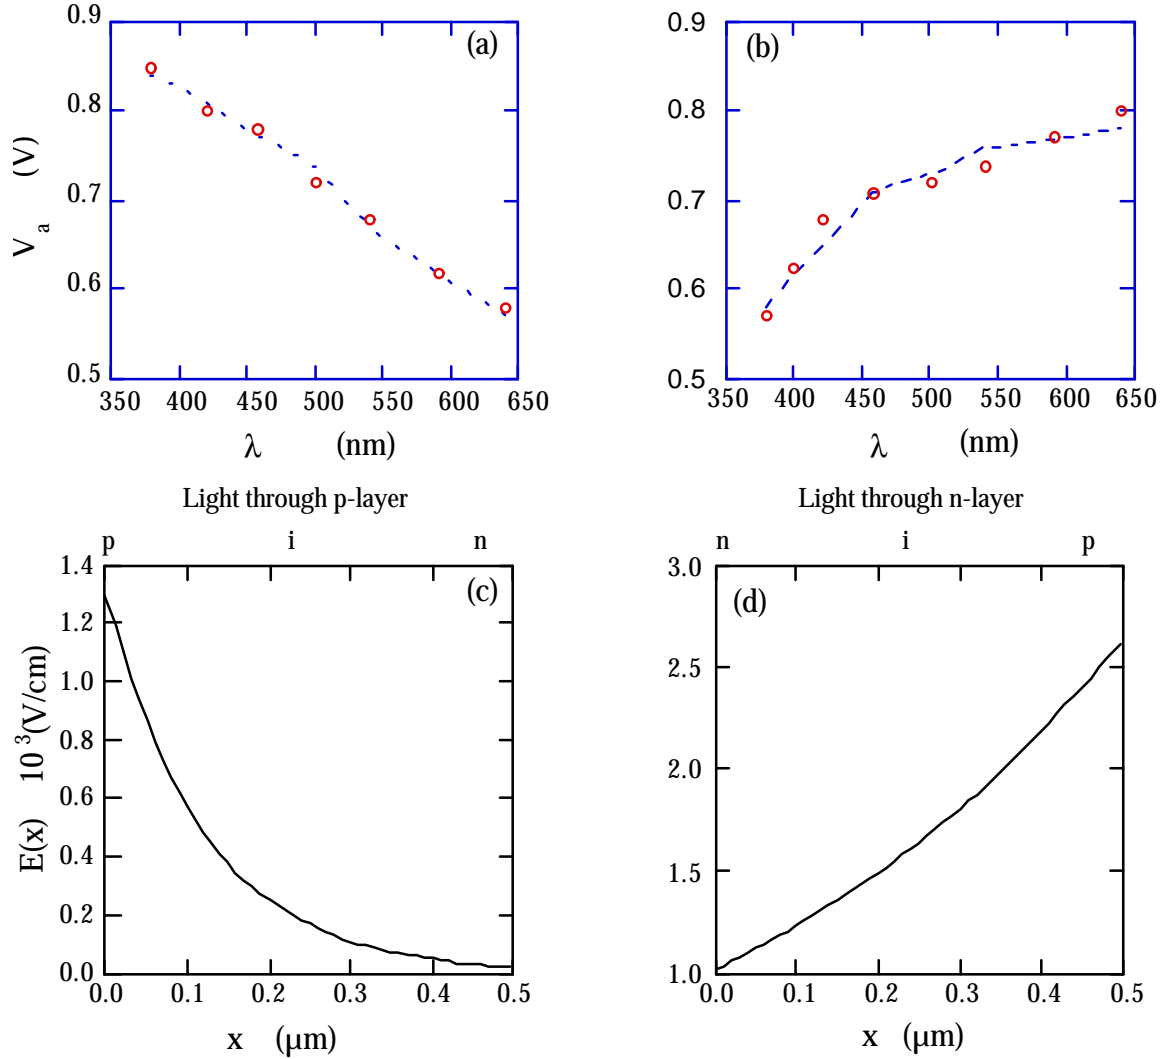 0.9
(a)
0.8
0.7
0.6
0.5
V a (V)
350 400 450 500 550 600 650
λ (nm)
0.9
(b)
0.8
0.7
0.6
0.5
350 400 450 500 550 600 650
λ (nm)
Light through p-layer
p i n
1.4
(c)
1.2
1.0
0.8
0.6
0.4
0.2
0.0
E(x) 10 3 (V/cm)
0.0 0.1 0.2 0.3 0.4 0.5
x (μm)
Light through n-layer
n i p
3.0
(d)
2.5
2.0
1.5
1.0
0.0 0.1 0.2 0.3 0.4 0.5
x (μm)